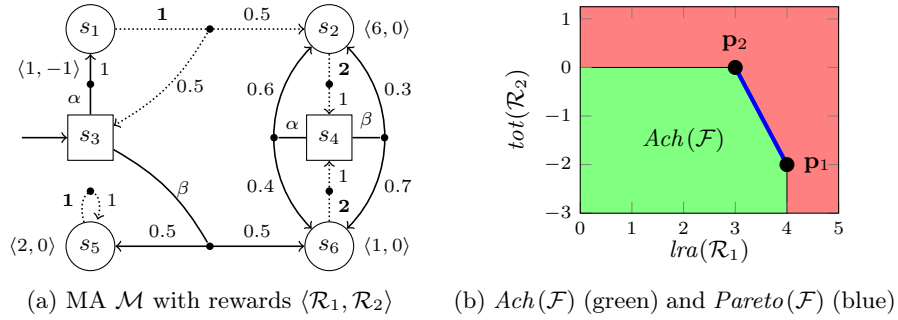 s₁ 1 0.5 s₂ ⟨6, 0⟩
⟨1, −1⟩ 1 0.5 2
α 0.6 1 0.3
s₃ α s₄ β
β 0.4 1 0.7
1 1 2
⟨2, 0⟩ s₅ 0.5 0.5 s₆ ⟨1, 0⟩
(a) MA ℳ with rewards ⟨ℛ₁, ℛ₂⟩
tot(ℛ₂)
0
−1
−2
−3
p₂
p₁
Ach(ℱ)
0 1 2 3 4 5
lra(ℛ₁)
(b) Ach(ℱ) (green) and Pareto(ℱ) (blue)